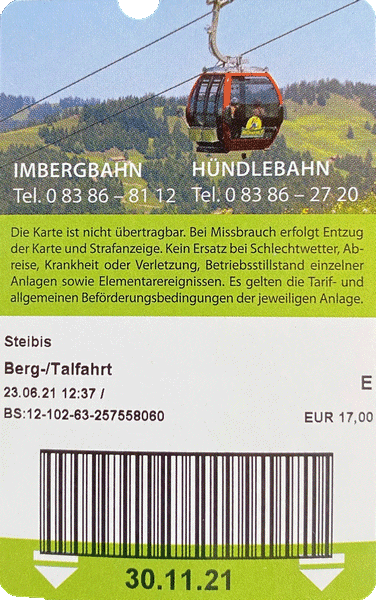 IMBERGBAHN HÜNDLEBAHN
Tel. 0 83 86 – 81 12 Tel. 0 83 86 – 27 20
Die Karte ist nicht übertragbar. Bei Missbrauch erfolgt Entzug
der Karte und Strafanzeige. Kein Ersatz bei Schlechtwetter, Ab-
reise, Krankheit oder Verletzung, Betriebsstillstand einzelner
Anlagen sowie Elementarereignissen. Es gelten die Tarif- und
allgemeinen Beförderungsbedingungen der jeweiligen Anlage.
Steibis
Berg-/Talfahrt
E
23.06.21 12:37 /
BS:12-102-63-257558060 EUR 17,00
30.11.21